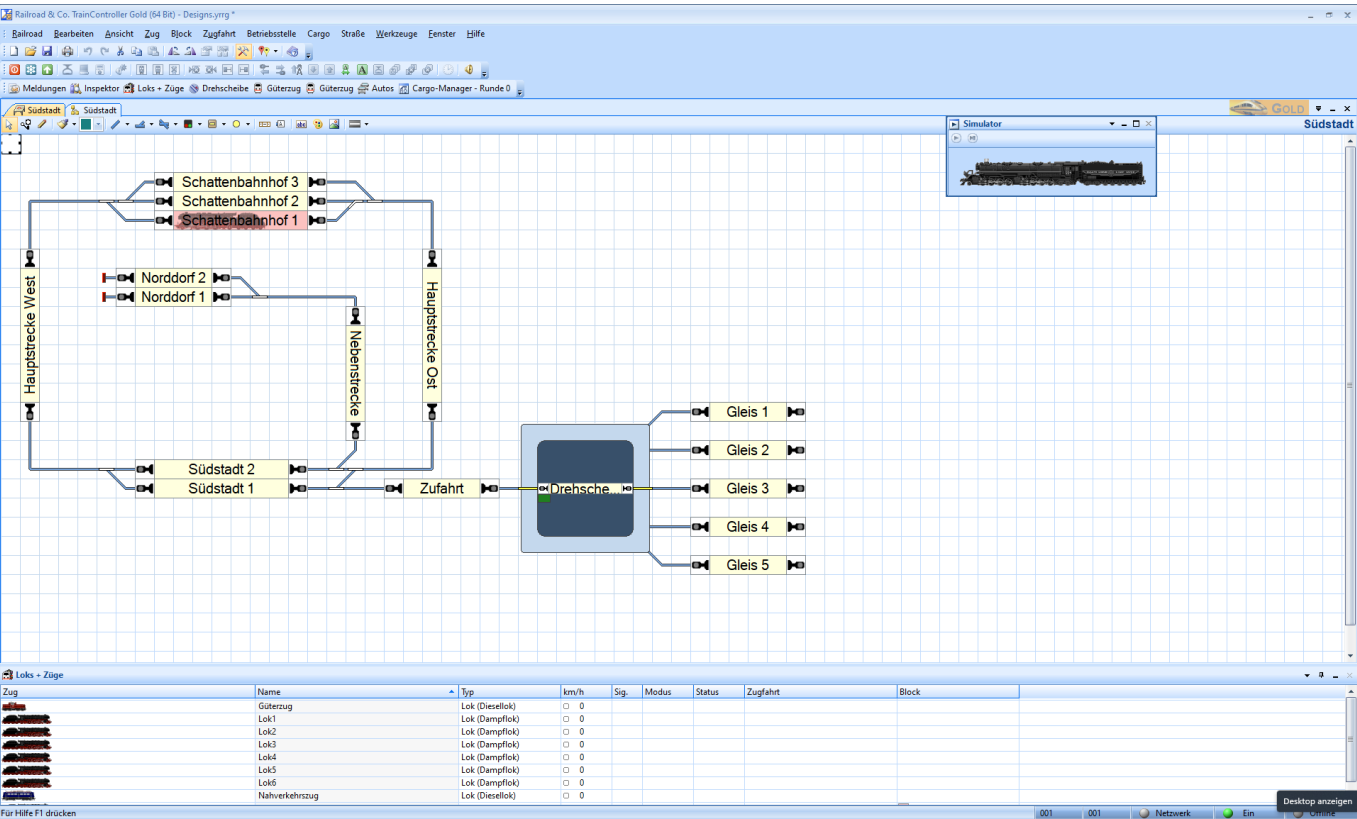 Railroad & Co. TrainController Gold (64 Bit) - Designs.yrrg *
Railroad Bearbeiten Ansicht Zug Block Zugfahrt Betriebsstelle Cargo Straße Werkzeuge Fenster Hilfe
Meldungen Inspektor Loks + Züge Drehscheibe Güterzug Güterzug Autos Cargo-Manager - Runde 0
Südstadt Südstadt GOLD
Simulator Südstadt
Schattenbahnhof 3
Schattenbahnhof 2
Schattenbahnhof 1
Norddorf 2
Norddorf 1
Hauptstrecke West
Nebenstrecke
Hauptstrecke Ost
Gleis 1
Gleis 2
Südstadt 2
Südstadt 1 Zufahrt Drehsche... Gleis 3
Gleis 4
Gleis 5
Loks + Züge
Zug Name Typ km/h Sig. Modus Status Zugfahrt Block
Güterzug Lok (Diesellok) 0
Lok1 Lok (Dampflok) 0
Lok2 Lok (Dampflok) 0
Lok3 Lok (Dampflok) 0
Lok4 Lok (Dampflok) 0
Lok5 Lok (Dampflok) 0
Lok6 Lok (Dampflok) 0
Nahverkehrszug Lok (Diesellok) 0
Desktop anzeigen
Für Hilfe F1 drücken 001 001 Netzwerk Ein Offline